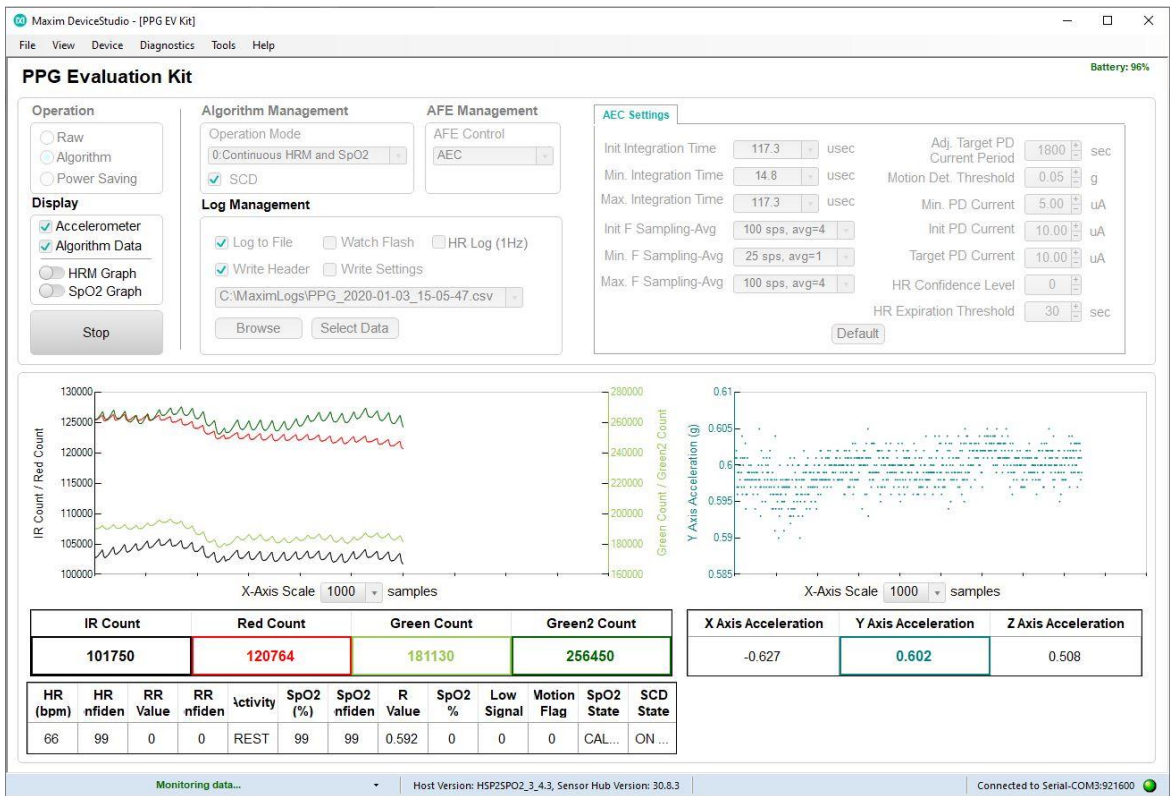 Maxim DeviceStudio - [PPG EV Kit]
File View Device Diagnostics Tools Help
PPG Evaluation Kit
Battery: 96%
Operation
Raw
Algorithm
Power Saving
Display
Accelerometer
Algorithm Data
HRM Graph
SpO2 Graph
Stop
Algorithm Management
Operation Mode
0:Continuous HRM and SpO2
SCD
AFE Management
AFE Control
AEC
Log Management
Log to File Watch Flash HR Log (1Hz)
Write Header Write Settings
C:\MaximLogs\PPG_2020-01-03_15-05-47.csv
Browse Select Data
AEC Settings
Init Integration Time 117.3 usec
Min. Integration Time 14.8 usec
Max. Integration Time 117.3 usec
Init F Sampling-Avg 100 sps, avg=4
Min. F Sampling-Avg 25 sps, avg=1
Max. F Sampling-Avg 100 sps, avg=4
Adj. Target PD
Current Period 1800 sec
Motion Det. Threshold 0.05 g
Min. PD Current 5.00 uA
Init PD Current 10.00 uA
Target PD Current 10.00 uA
HR Confidence Level 0
HR Expiration Threshold 30 sec
Default
IR Count / Red Count
130000
125000
120000
115000
110000
105000
100000
280000
260000
240000
220000
200000
180000
160000
Green Count / Green2 Count
X-Axis Scale 1000 samples
Y Axis Acceleration (g)
0.61
0.605
0.6
0.595
0.59
0.585
X-Axis Scale 1000 samples
IR Count Red Count Green Count Green2 Count
101750 120764 181130 256450
X Axis Acceleration Y Axis Acceleration Z Axis Acceleration
-0.627 0.602 0.508
HR HR RR RR Activity SpO2 SpO2 R SpO2 Low Motion SpO2 SCD
(bpm) nfiden Value nfiden (%) nfiden Value % Signal Flag State State
66 99 0 0 REST 99 99 0.592 0 0 0 CAL... ON ...
Monitoring data... Host Version: HSP2SPO2_3_4.3, Sensor Hub Version: 30.8.3 Connected to Serial-COM3:921600